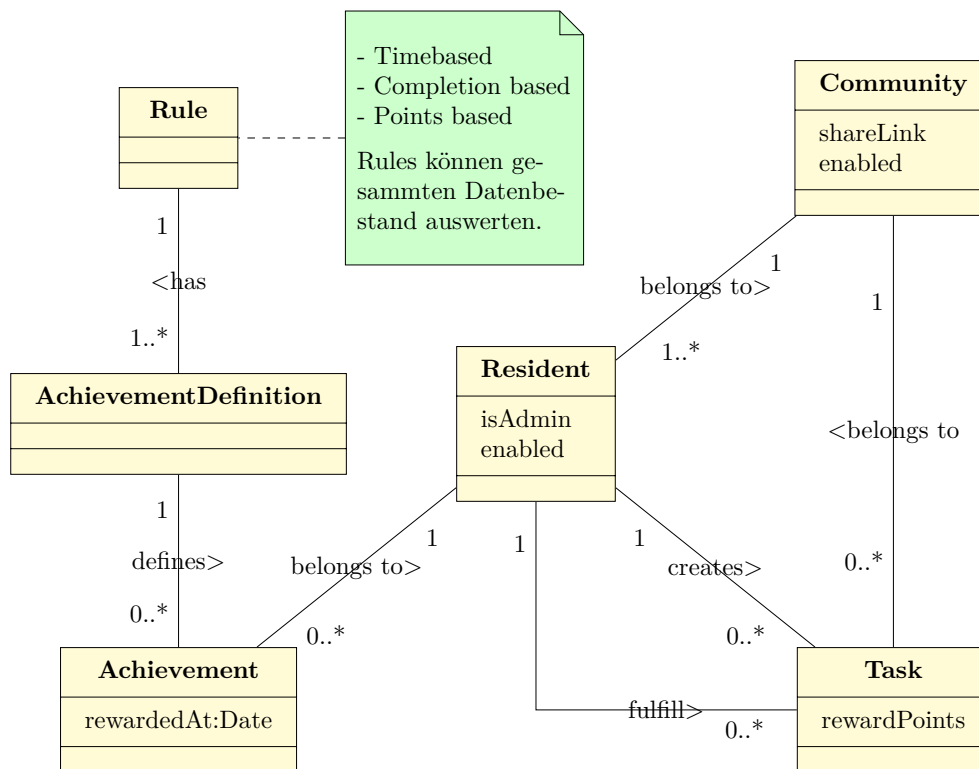 - Timebased
- Completion based
- Points based
Rules können ge-
sammten Datenbe-
stand auswerten.
Rule
Community
shareLink
enabled
1
<has
1..*
1
belongs to>
1..*
1
<belongs to
0..*
AchievementDefinition
Resident
isAdmin
enabled
1
defines>
0..*
1
belongs to>
0..*
1
creates>
0..*
1
fulfill>
0..*
Achievement
rewardedAt:Date
Task
rewardPoints